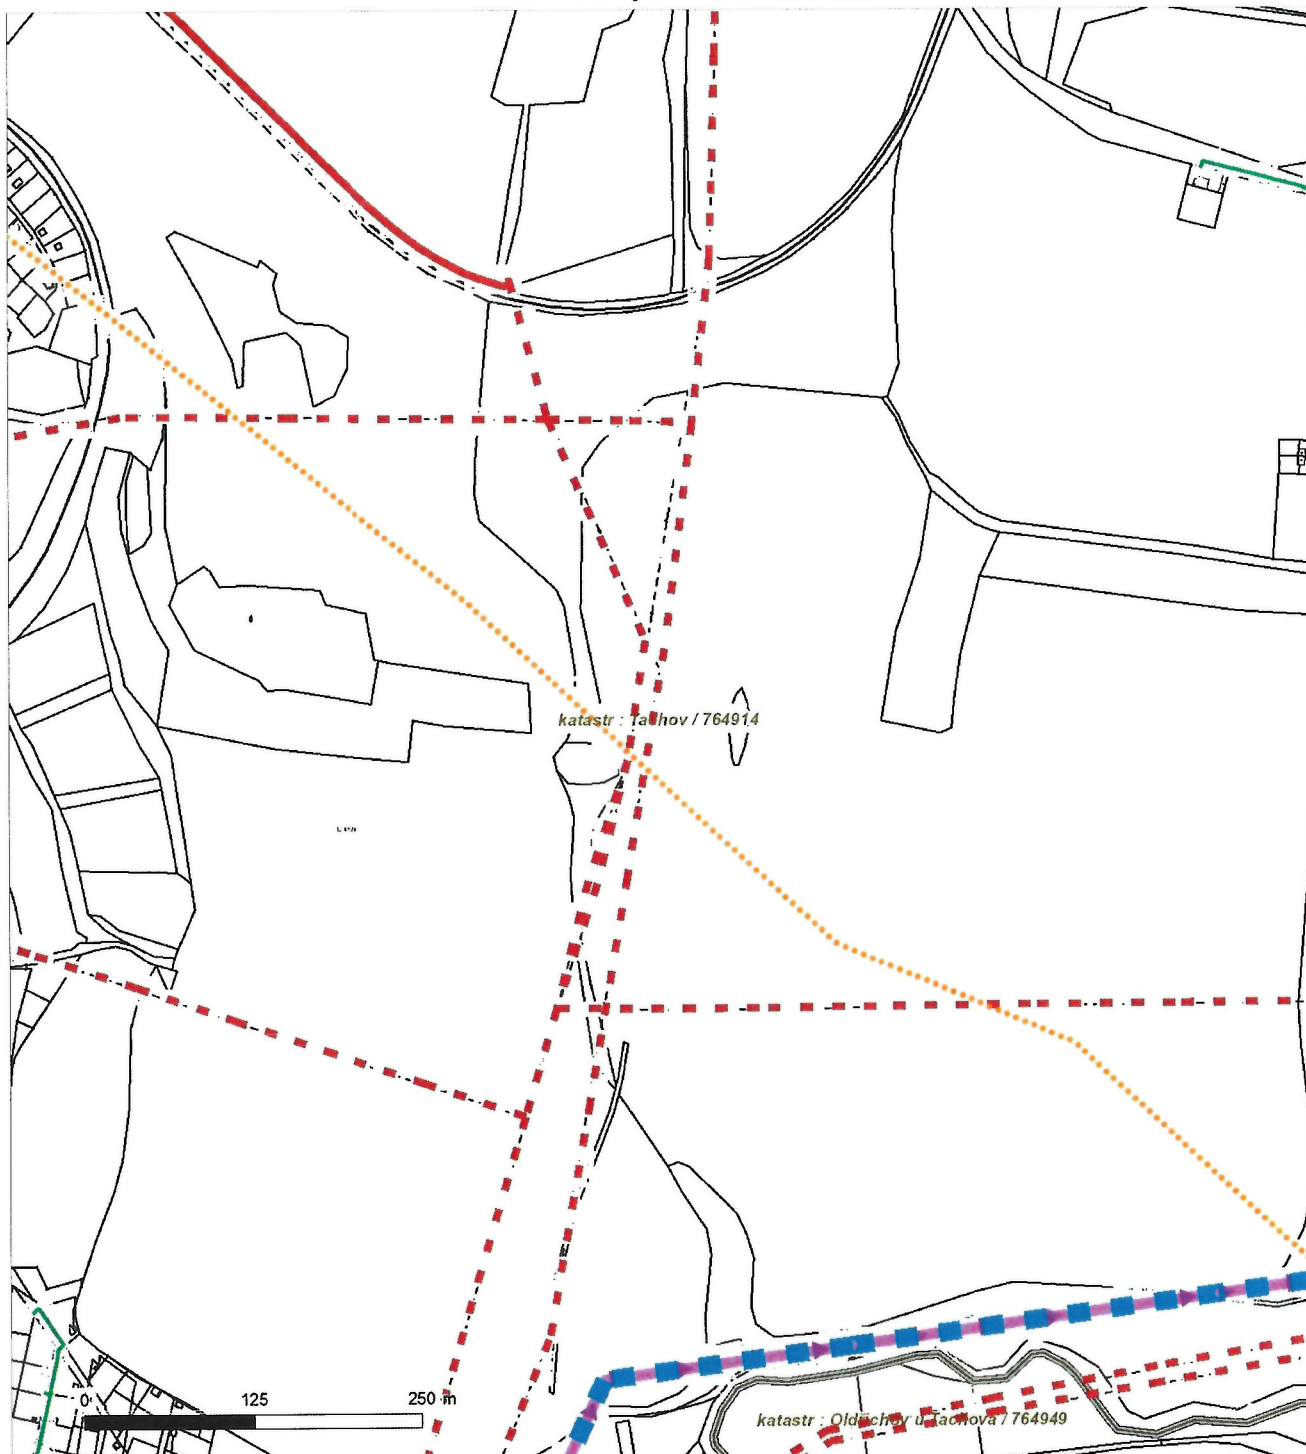 katastr : Tachov / 764914
0 125 250 m
katastr : Oldřichov u Tachova / 764949